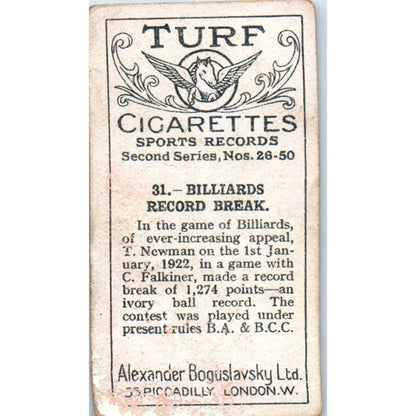 TURF
CIGARETTES
SPORTS RECORDS
Second Series, Nos. 26-50
31.—BILLIARDS
RECORD BREAK.
In the game of Billiards,
of ever-increasing appeal,
T. Newman on the 1st Jan-
uary, 1922, in a game with
C. Falkiner, made a record
break of 1,274 points—an
ivory ball record. The
contest was played under
present rules B.A. & B.C.C.
Alexander Boguslavsky Ltd.
55 PICCADILLY LONDON.W.